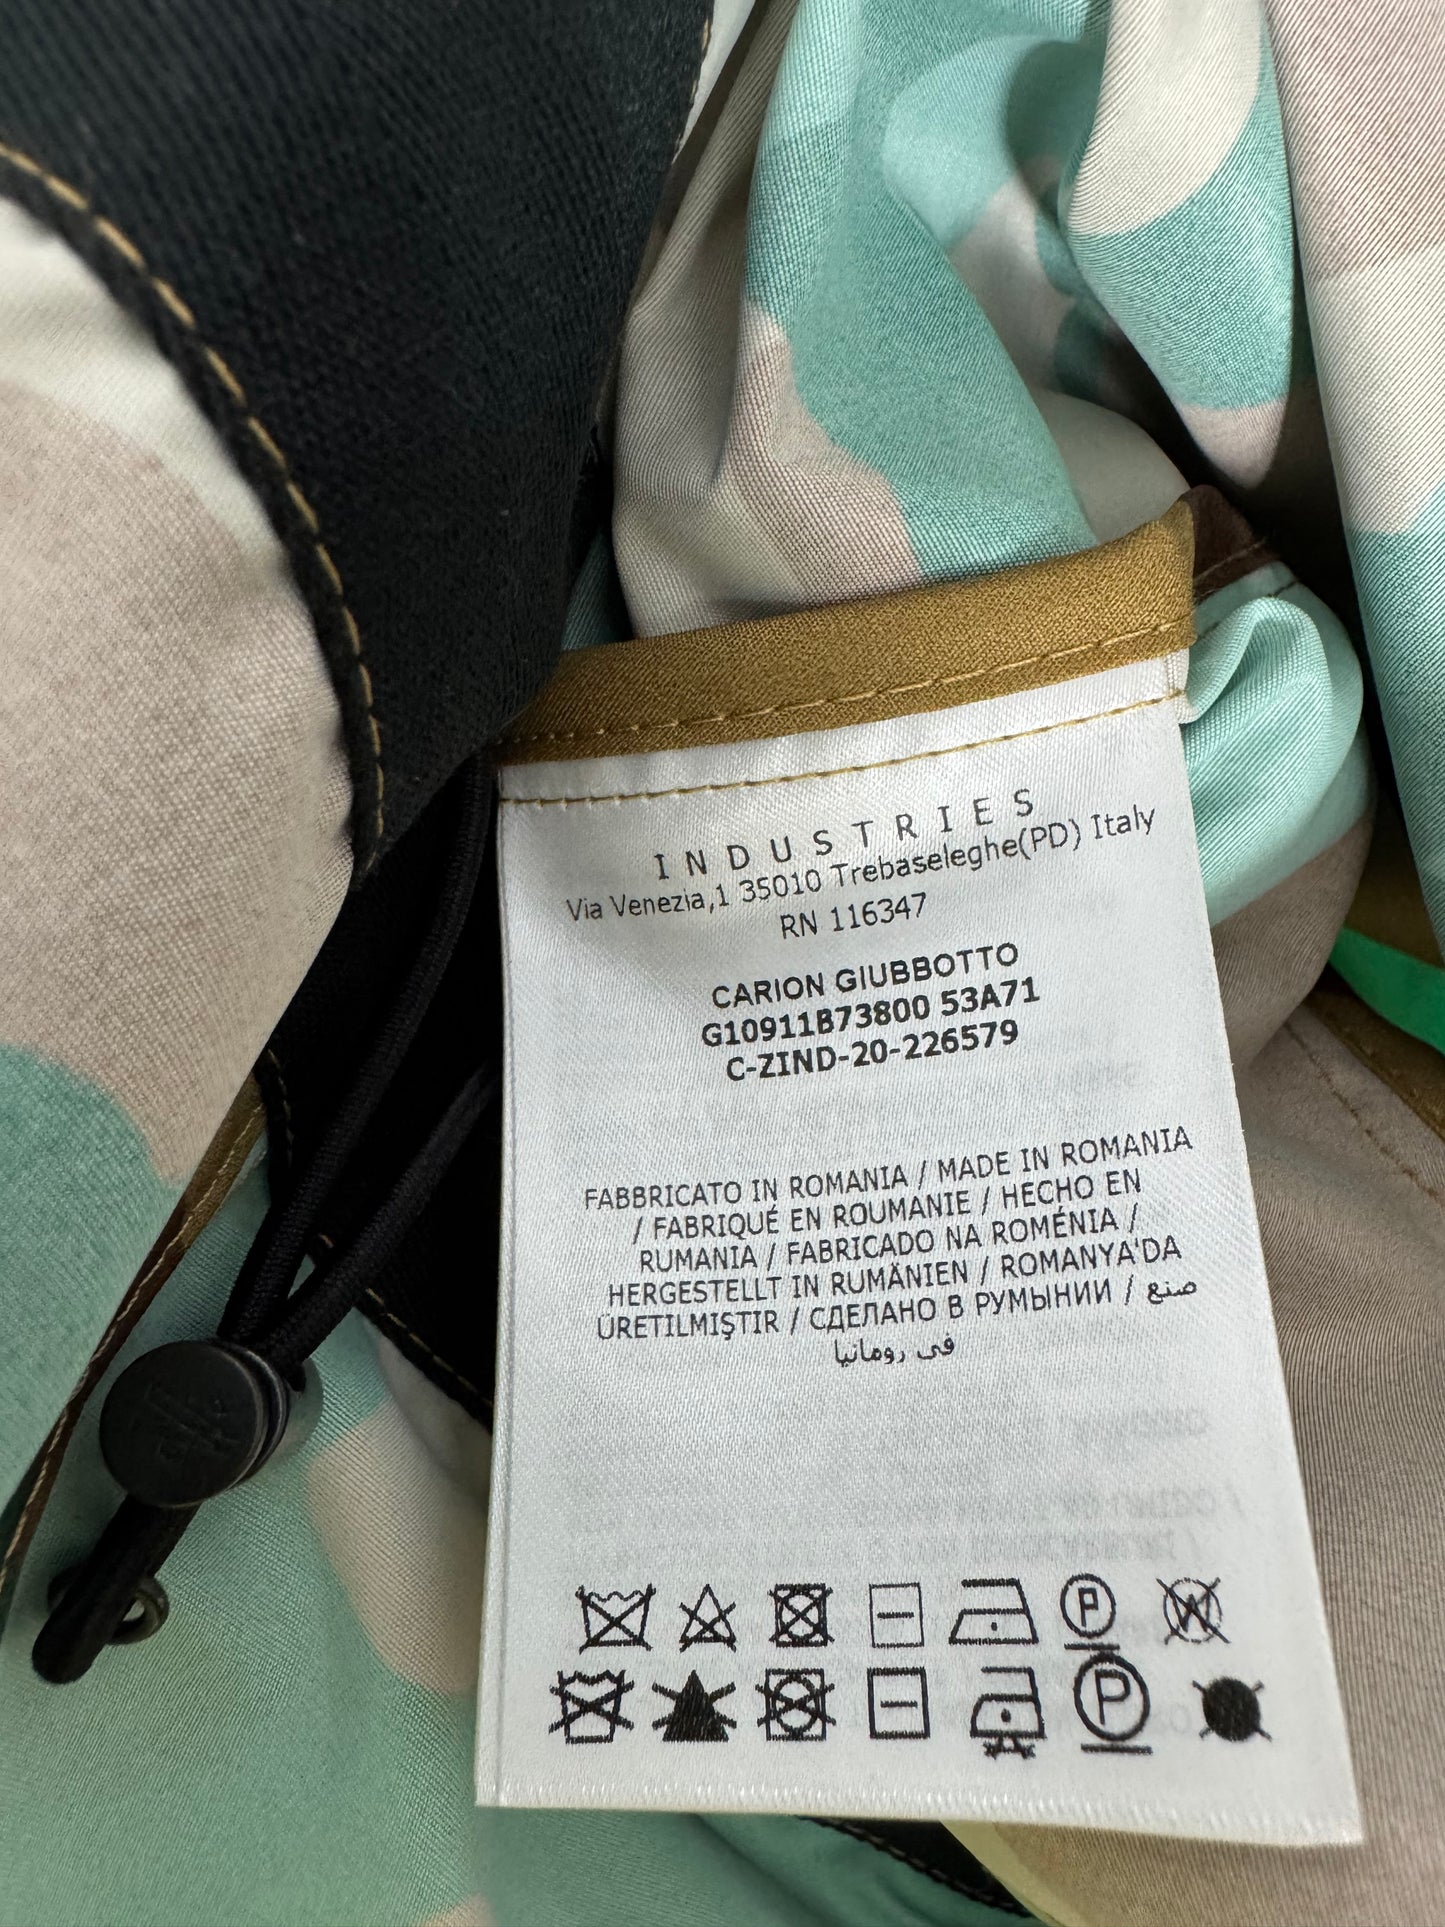 INDUSTRIES
Via Venezia,1 35010 Trebaseleghe(PD) Italy
RN 116347
CARION GIUBBOTTO
G10911B73800 53A71
C-ZIND-20-226579
FABBRICATO IN ROMANIA / MADE IN ROMANIA
/ FABRIQUÉ EN ROUMANIE / HECHO EN
RUMANIA / FABRICADO NA ROMÉNIA /
HERGESTELLT IN RUMÄNIEN / ROMANYA'DA
ÜRETILMIŞTIR / СДЕЛАНО В РУМЫНИИ / صنع
في رومانيا
P W
P